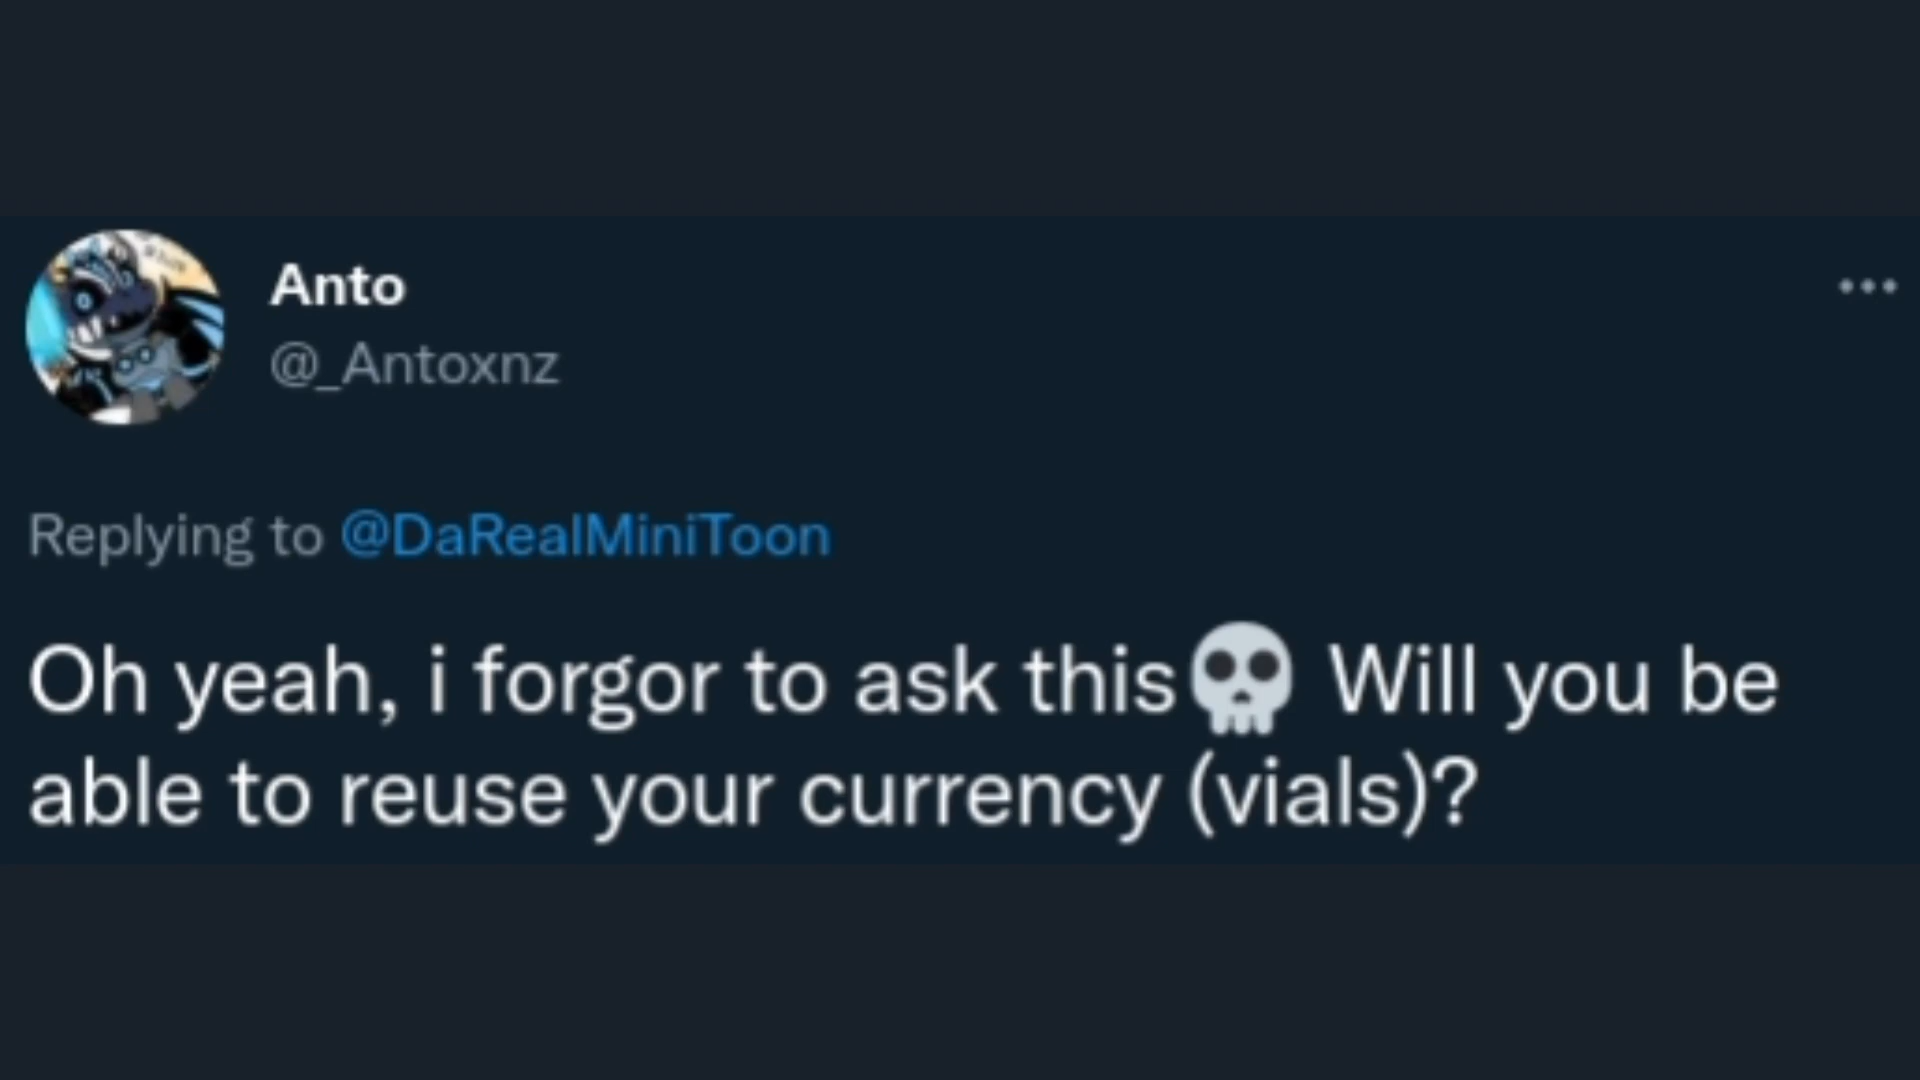 Anto
@_Antoxnz
Replying to @DaRealMiniToon
Oh yeah, i forgor to ask this💀 Will you be
able to reuse your currency (vials)?